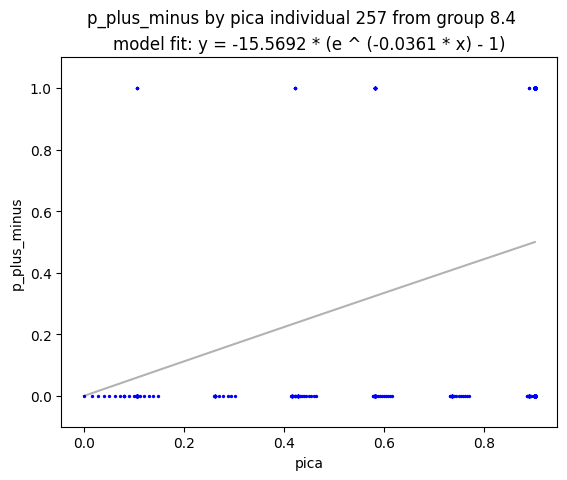 p_plus_minus by pica individual 257 from group 8.4
model fit: y = -15.5692 * (e ^ (-0.0361 * x) - 1)
1.0
0.8
0.6
0.4
0.2
0.0
p_plus_minus
0.0 0.2 0.4 0.6 0.8
pica